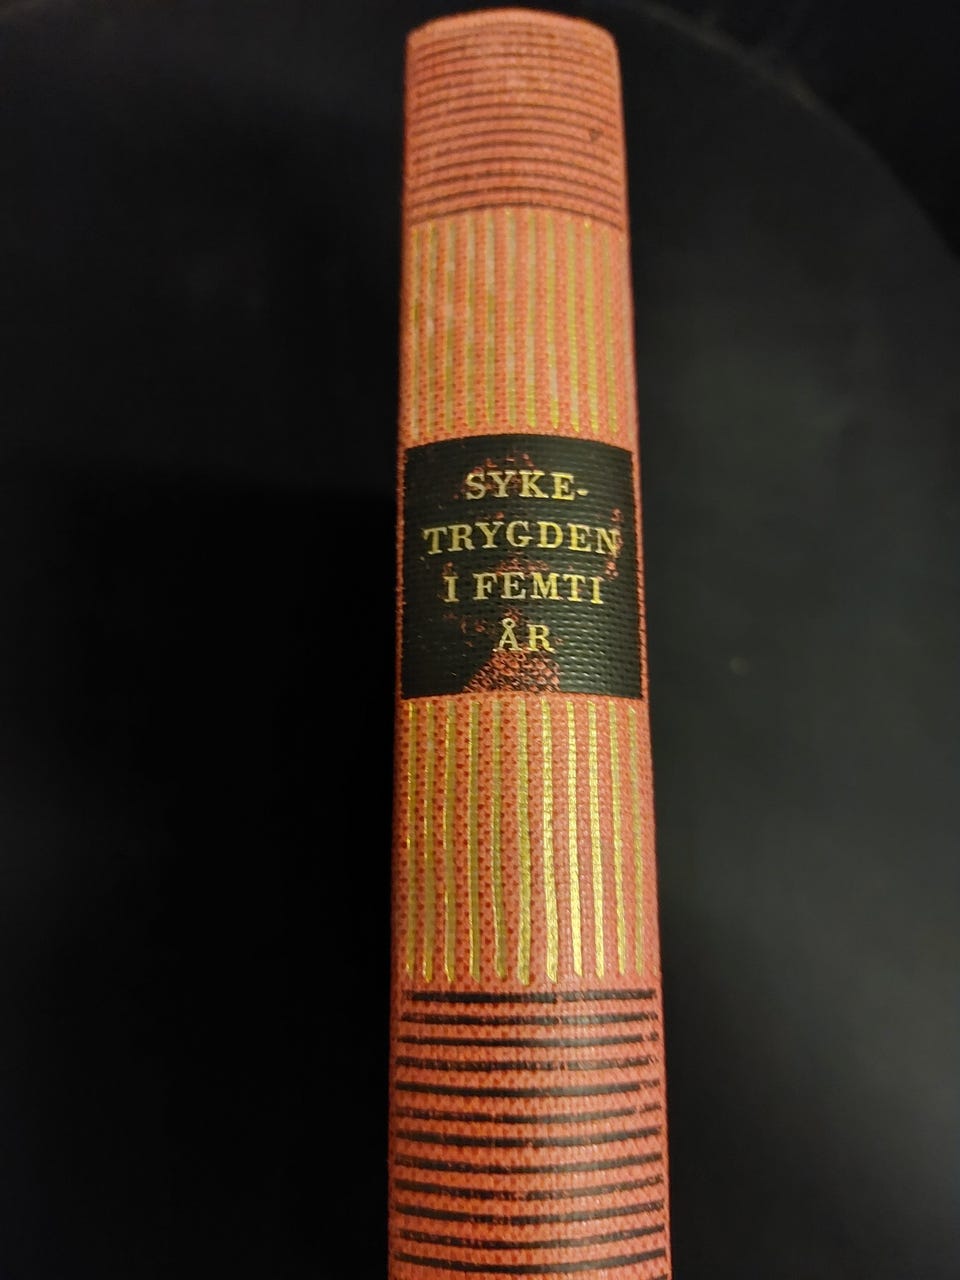 SYKE-
TRYGDEN
I FEMTI
ÅR